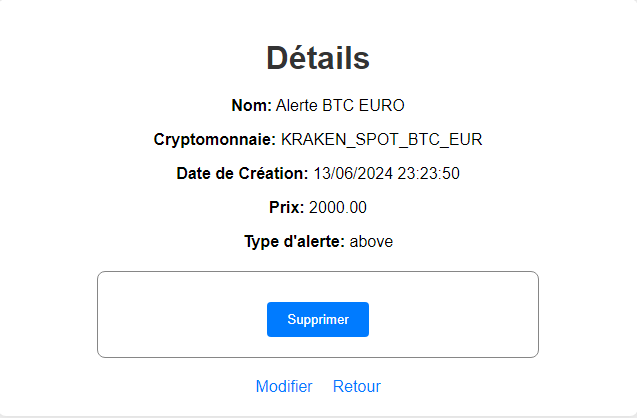 Détails
Nom: Alerte BTC EURO
Cryptomonnaie: KRAKEN_SPOT_BTC_EUR
Date de Création: 13/06/2024 23:23:50
Prix: 2000.00
Type d'alerte: above
Supprimer
Modifier Retour